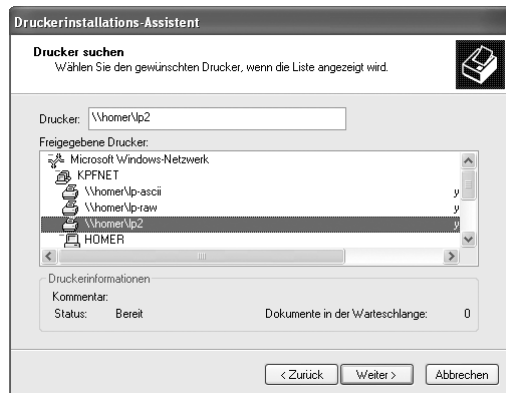 Druckerinstallations-Assistent
Drucker suchen
Wählen Sie den gewünschten Drucker, wenn die Liste angezeigt wird.
Drucker: \\homer\lp2
Freigegebene Drucker:
Microsoft Windows-Netzwerk
KPFNET
\\homer\lp-ascii y
\\homer\lp-raw y
\\homer\lp2 y
HOMER
Druckerinformationen
Kommentar:
Status: Bereit Dokumente in der Warteschlange: 0
< Zurück Weiter > Abbrechen